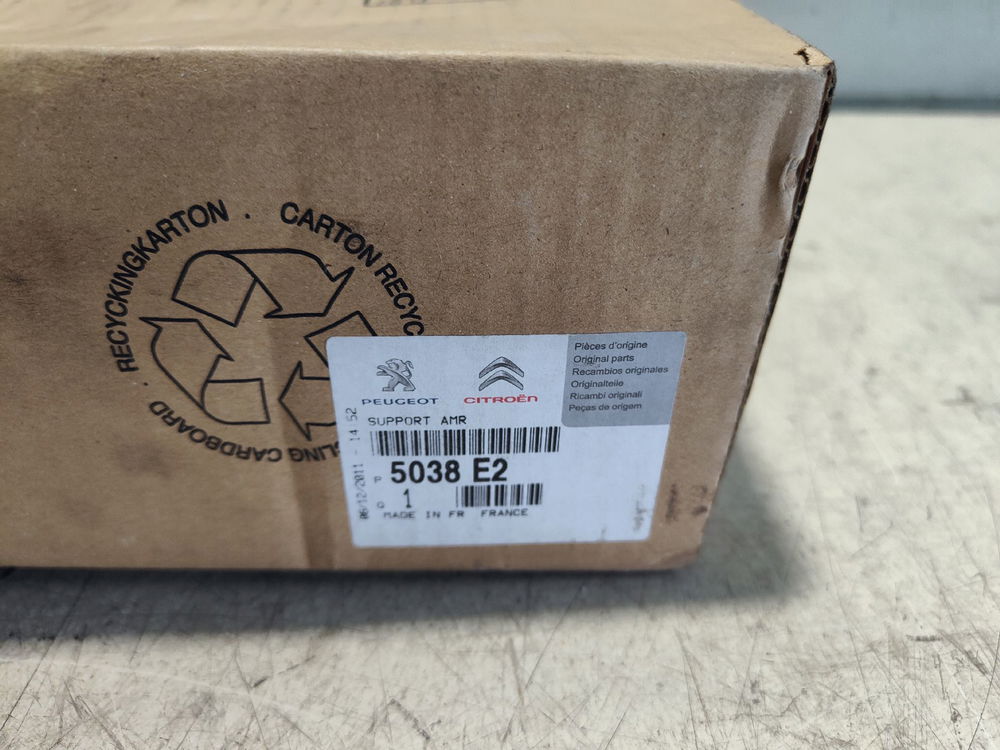 RECYCKINGKARTON . CARTON RECYC
LING CARDBOARD
PEUGEOT
CITROËN
Pièces d'origine
Original parts
Recambios originales
Originalteile
Ricambi originali
Peças de origem
SUPPORT AMR
06/12/2011 - 14 52
P 5038 E2
Q 1
MADE IN FR FRANCE